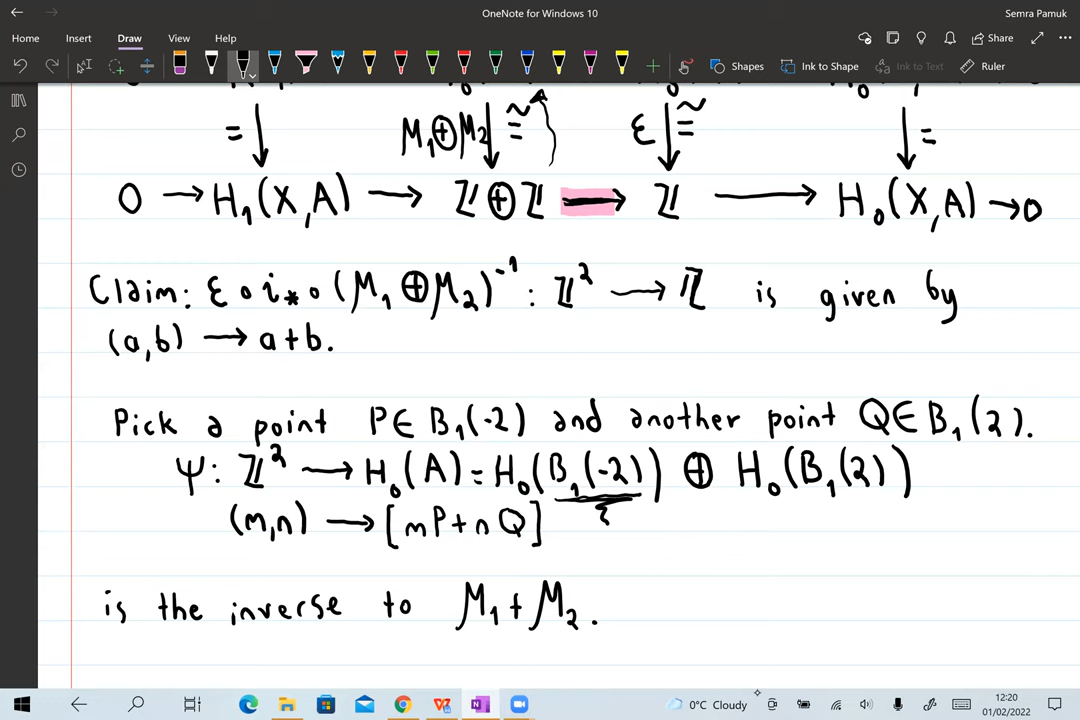 OneNote for Windows 10
Semra Pamuk
Home Insert Draw View Help
Share
Shapes Ink to Shape Ink to Text Ruler
= M₁⊕M₂ ≅ ε ≅ =
0 → H₁(X,A) → ℤ⊕ℤ → ℤ → H₀(X,A) → 0
Claim: ε∘i*∘(M₁⊕M₂)⁻¹ : ℤ² → ℤ is given by
(a,b) → a+b.
Pick a point P∈B₁(-2) and another point Q∈B₁(2).
Ψ: ℤ² → H₀(A) = H₀(B₁(-2)) ⊕ H₀(B₁(2))
(m,n) → [mP+nQ]
is the inverse to M₁+M₂.
0°C Cloudy
12:20
01/02/2022